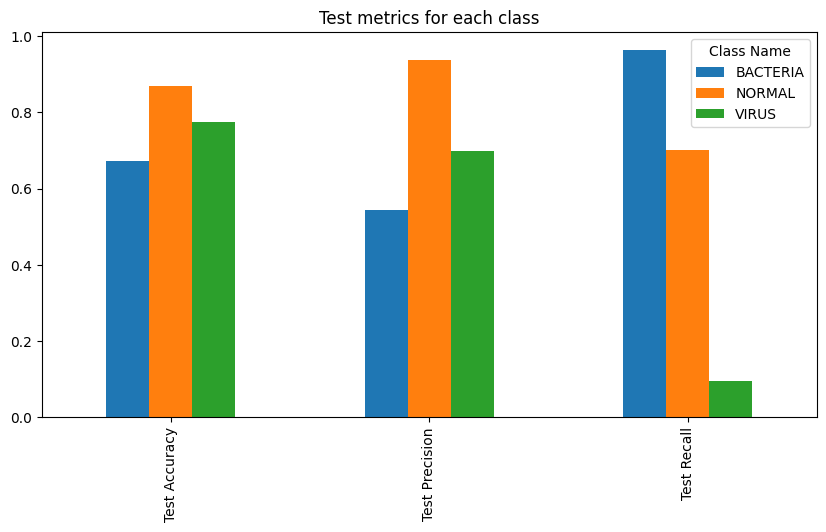 Test metrics for each class
Class Name
BACTERIA
NORMAL
VIRUS
1.0
0.8
0.6
0.4
0.2
0.0
Test Accuracy
Test Precision
Test Recall